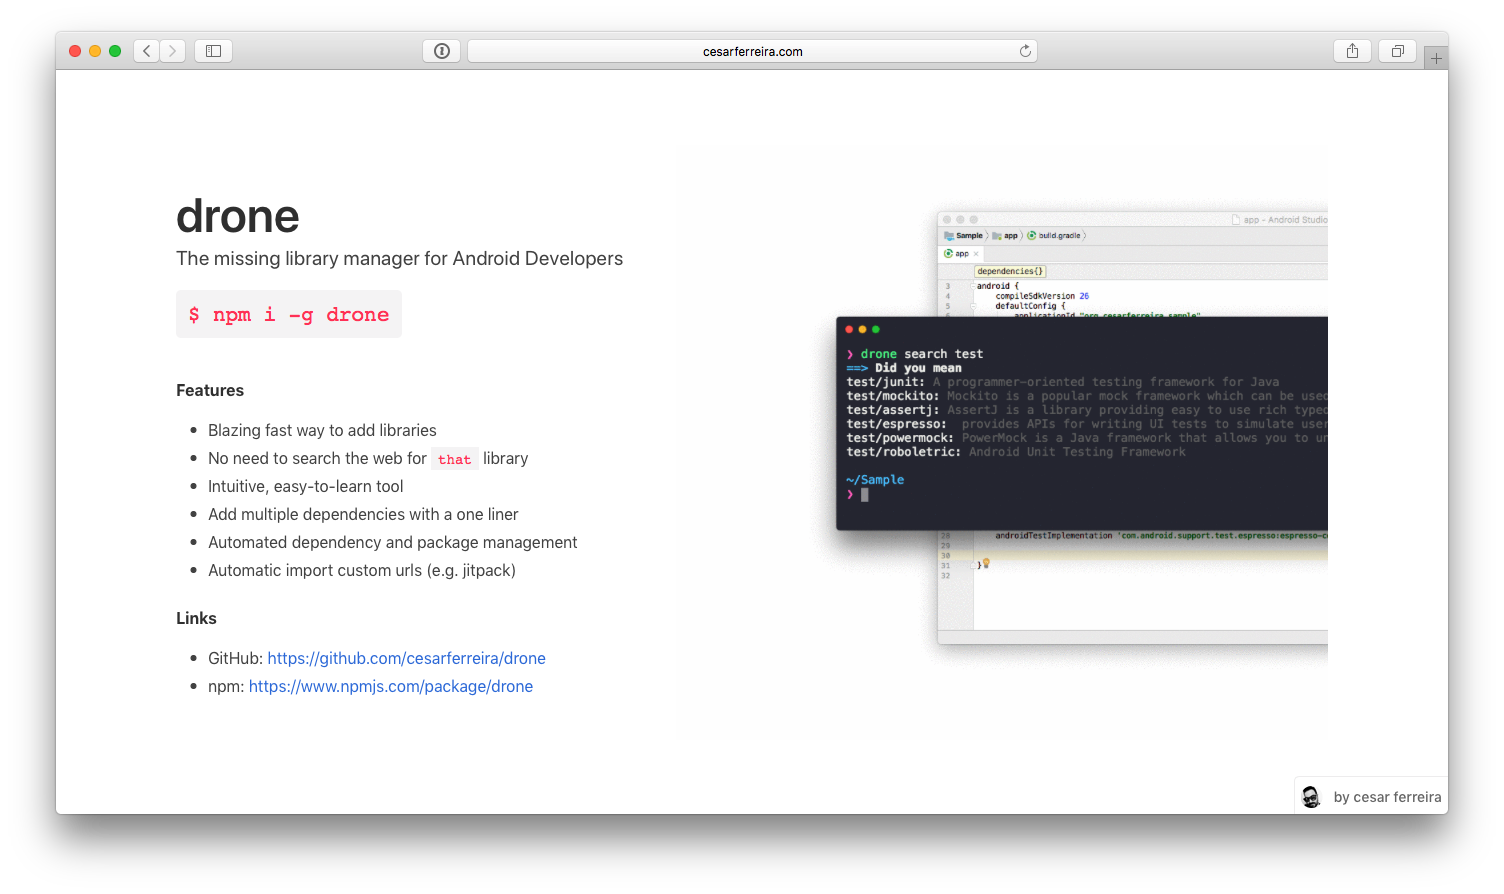 cesarferreira.com
drone
The missing library manager for Android Developers
$ npm i -g drone
Features
Blazing fast way to add libraries
No need to search the web for that library
Intuitive, easy-to-learn tool
Add multiple dependencies with a one liner
Automated dependency and package management
Automatic import custom urls (e.g. jitpack)
Links
GitHub: https://github.com/cesarferreira/drone
npm: https://www.npmjs.com/package/drone
app - Android Studio
Sample app build.gradle
app
dependencies{}
3 android {
4 compileSdkVersion 26
5 defaultConfig {
applicationId "org.cesarferreira.sample"
❯ drone search test
==> Did you mean
test/junit: A programmer-oriented testing framework for Java
test/mockito: Mockito is a popular mock framework which can be used
test/assertj: AssertJ is a library providing easy to use rich typed
test/espresso: provides APIs for writing UI tests to simulate user
test/powermock: PowerMock is a Java framework that allows you to un
test/roboletric: Android Unit Testing Framework
~/Sample
❯
28 androidTestImplementation 'com.android.support.test.espresso:espresso-c
29
30
31 }
32
by cesar ferreira